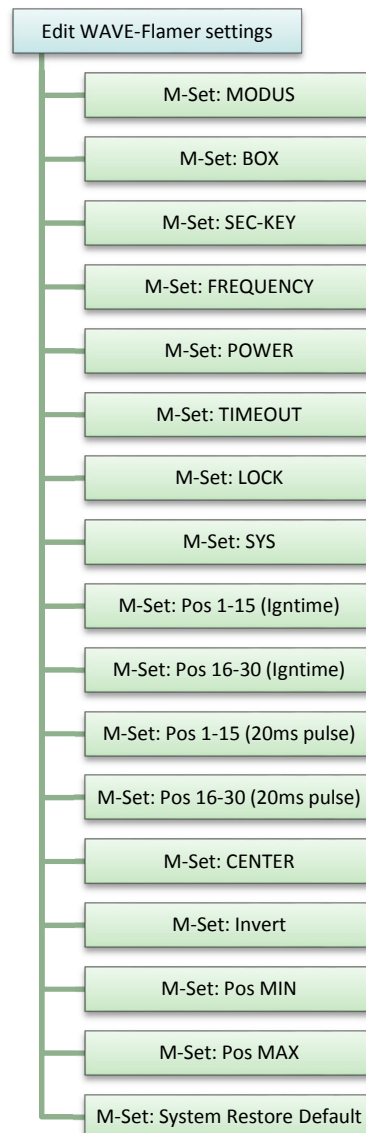 Edit WAVE-Flamer settings
M-Set: MODUS
M-Set: BOX
M-Set: SEC-KEY
M-Set: FREQUENCY
M-Set: POWER
M-Set: TIMEOUT
M-Set: LOCK
M-Set: SYS
M-Set: Pos 1-15 (Igntime)
M-Set: Pos 16-30 (Igntime)
M-Set: Pos 1-15 (20ms pulse)
M-Set: Pos 16-30 (20ms pulse)
M-Set: CENTER
M-Set: Invert
M-Set: Pos MIN
M-Set: Pos MAX
M-Set: System Restore Default